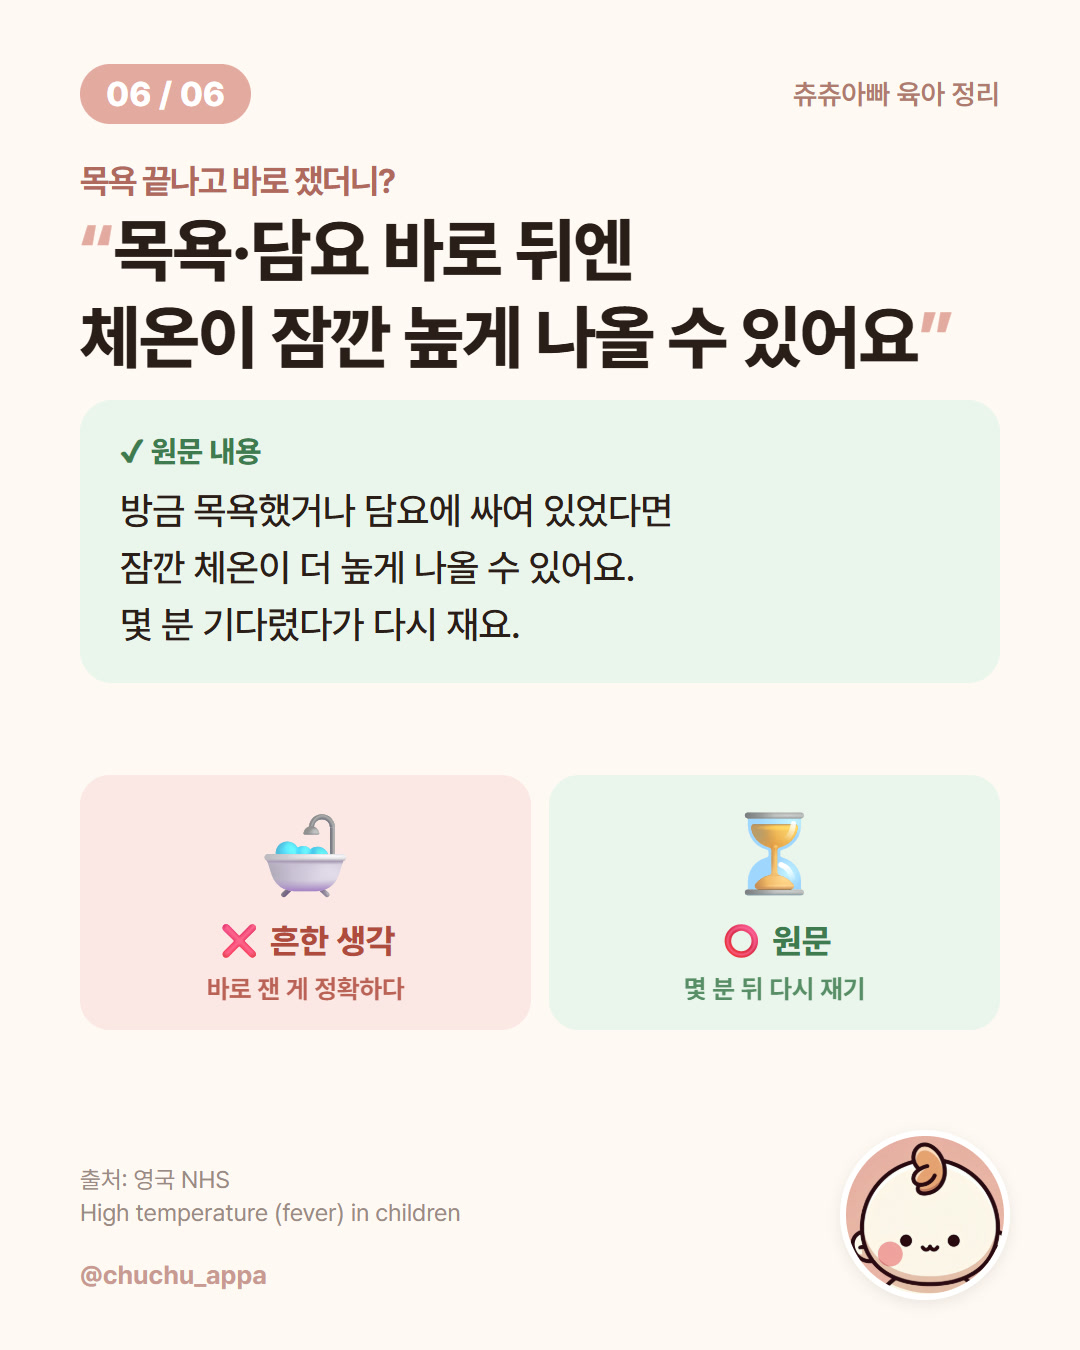 06 / 06
츄츄아빠 육아 정리
목욕 끝나고 바로 쟀더니?
“목욕·담요 바로 뒤엔
체온이 잠깐 높게 나올 수 있어요”
✓ 원문 내용
방금 목욕했거나 담요에 싸여 있었다면
잠깐 체온이 더 높게 나올 수 있어요.
몇 분 기다렸다가 다시 재요.
❌ 흔한 생각
바로 잰 게 정확하다
⭕ 원문
몇 분 뒤 다시 재기
출처: 영국 NHS
High temperature (fever) in children
@chuchu_appa